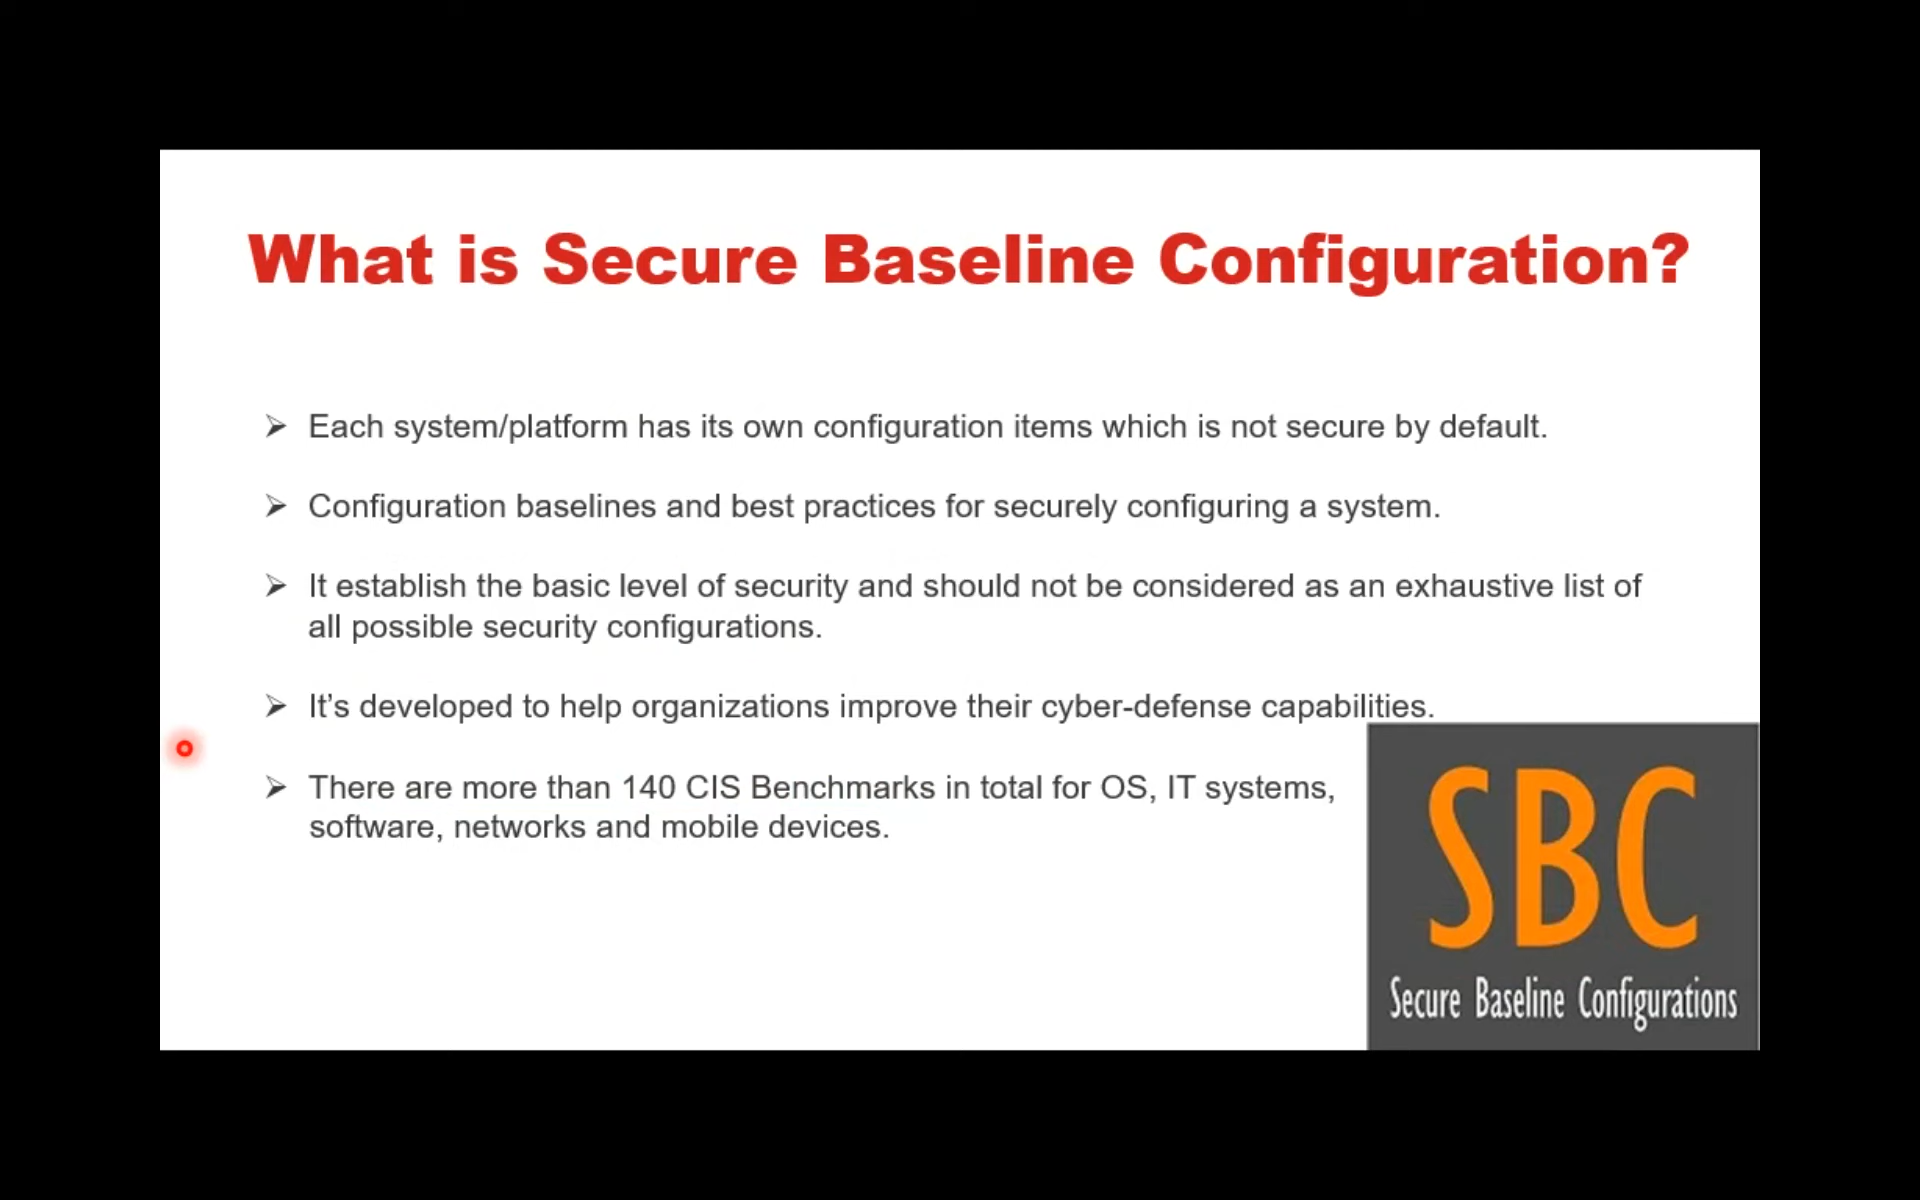 What is Secure Baseline Configuration?
➢ Each system/platform has its own configuration items which is not secure by default.
➢ Configuration baselines and best practices for securely configuring a system.
➢ It establish the basic level of security and should not be considered as an exhaustive list of
all possible security configurations.
➢ It’s developed to help organizations improve their cyber-defense capabilities.
➢ There are more than 140 CIS Benchmarks in total for OS, IT systems,
software, networks and mobile devices.
SBC
Secure Baseline Configurations